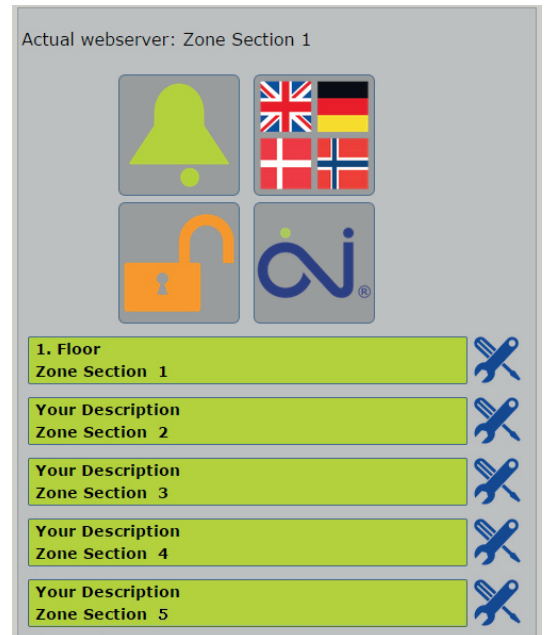 Actual webserver: Zone Section 1
®
1. Floor
Zone Section 1
Your Description
Zone Section 2
Your Description
Zone Section 3
Your Description
Zone Section 4
Your Description
Zone Section 5